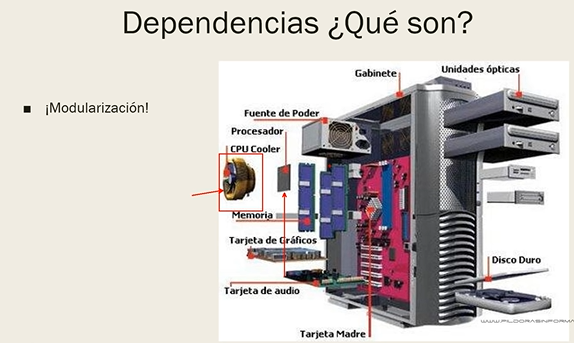 Dependencias ¿Qué son?
■ ¡Modularización!
Gabinete
Unidades ópticas
Fuente de Poder
Procesador
CPU Cooler
Memoria
Tarjeta de Gráficos
Disco Duro
Tarjeta de audio
Tarjeta Madre